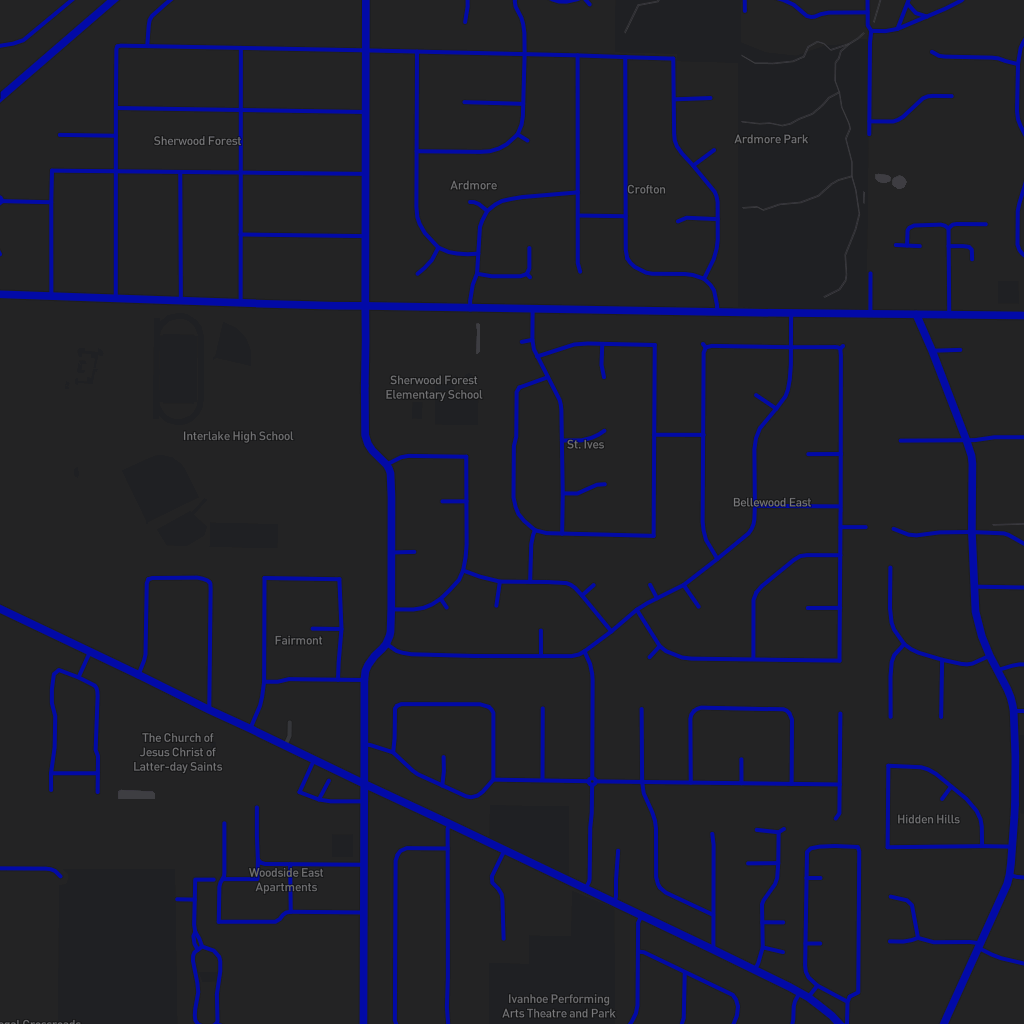 Sherwood Forest
Ardmore Park
Ardmore
Crofton
Sherwood Forest
Elementary School
Interlake High School
St. Ives
Bellewood East
Fairmont
The Church of
Jesus Christ of
Latter-day Saints
Hidden Hills
Woodside East
Apartments
Ivanhoe Performing
Arts Theatre and Park